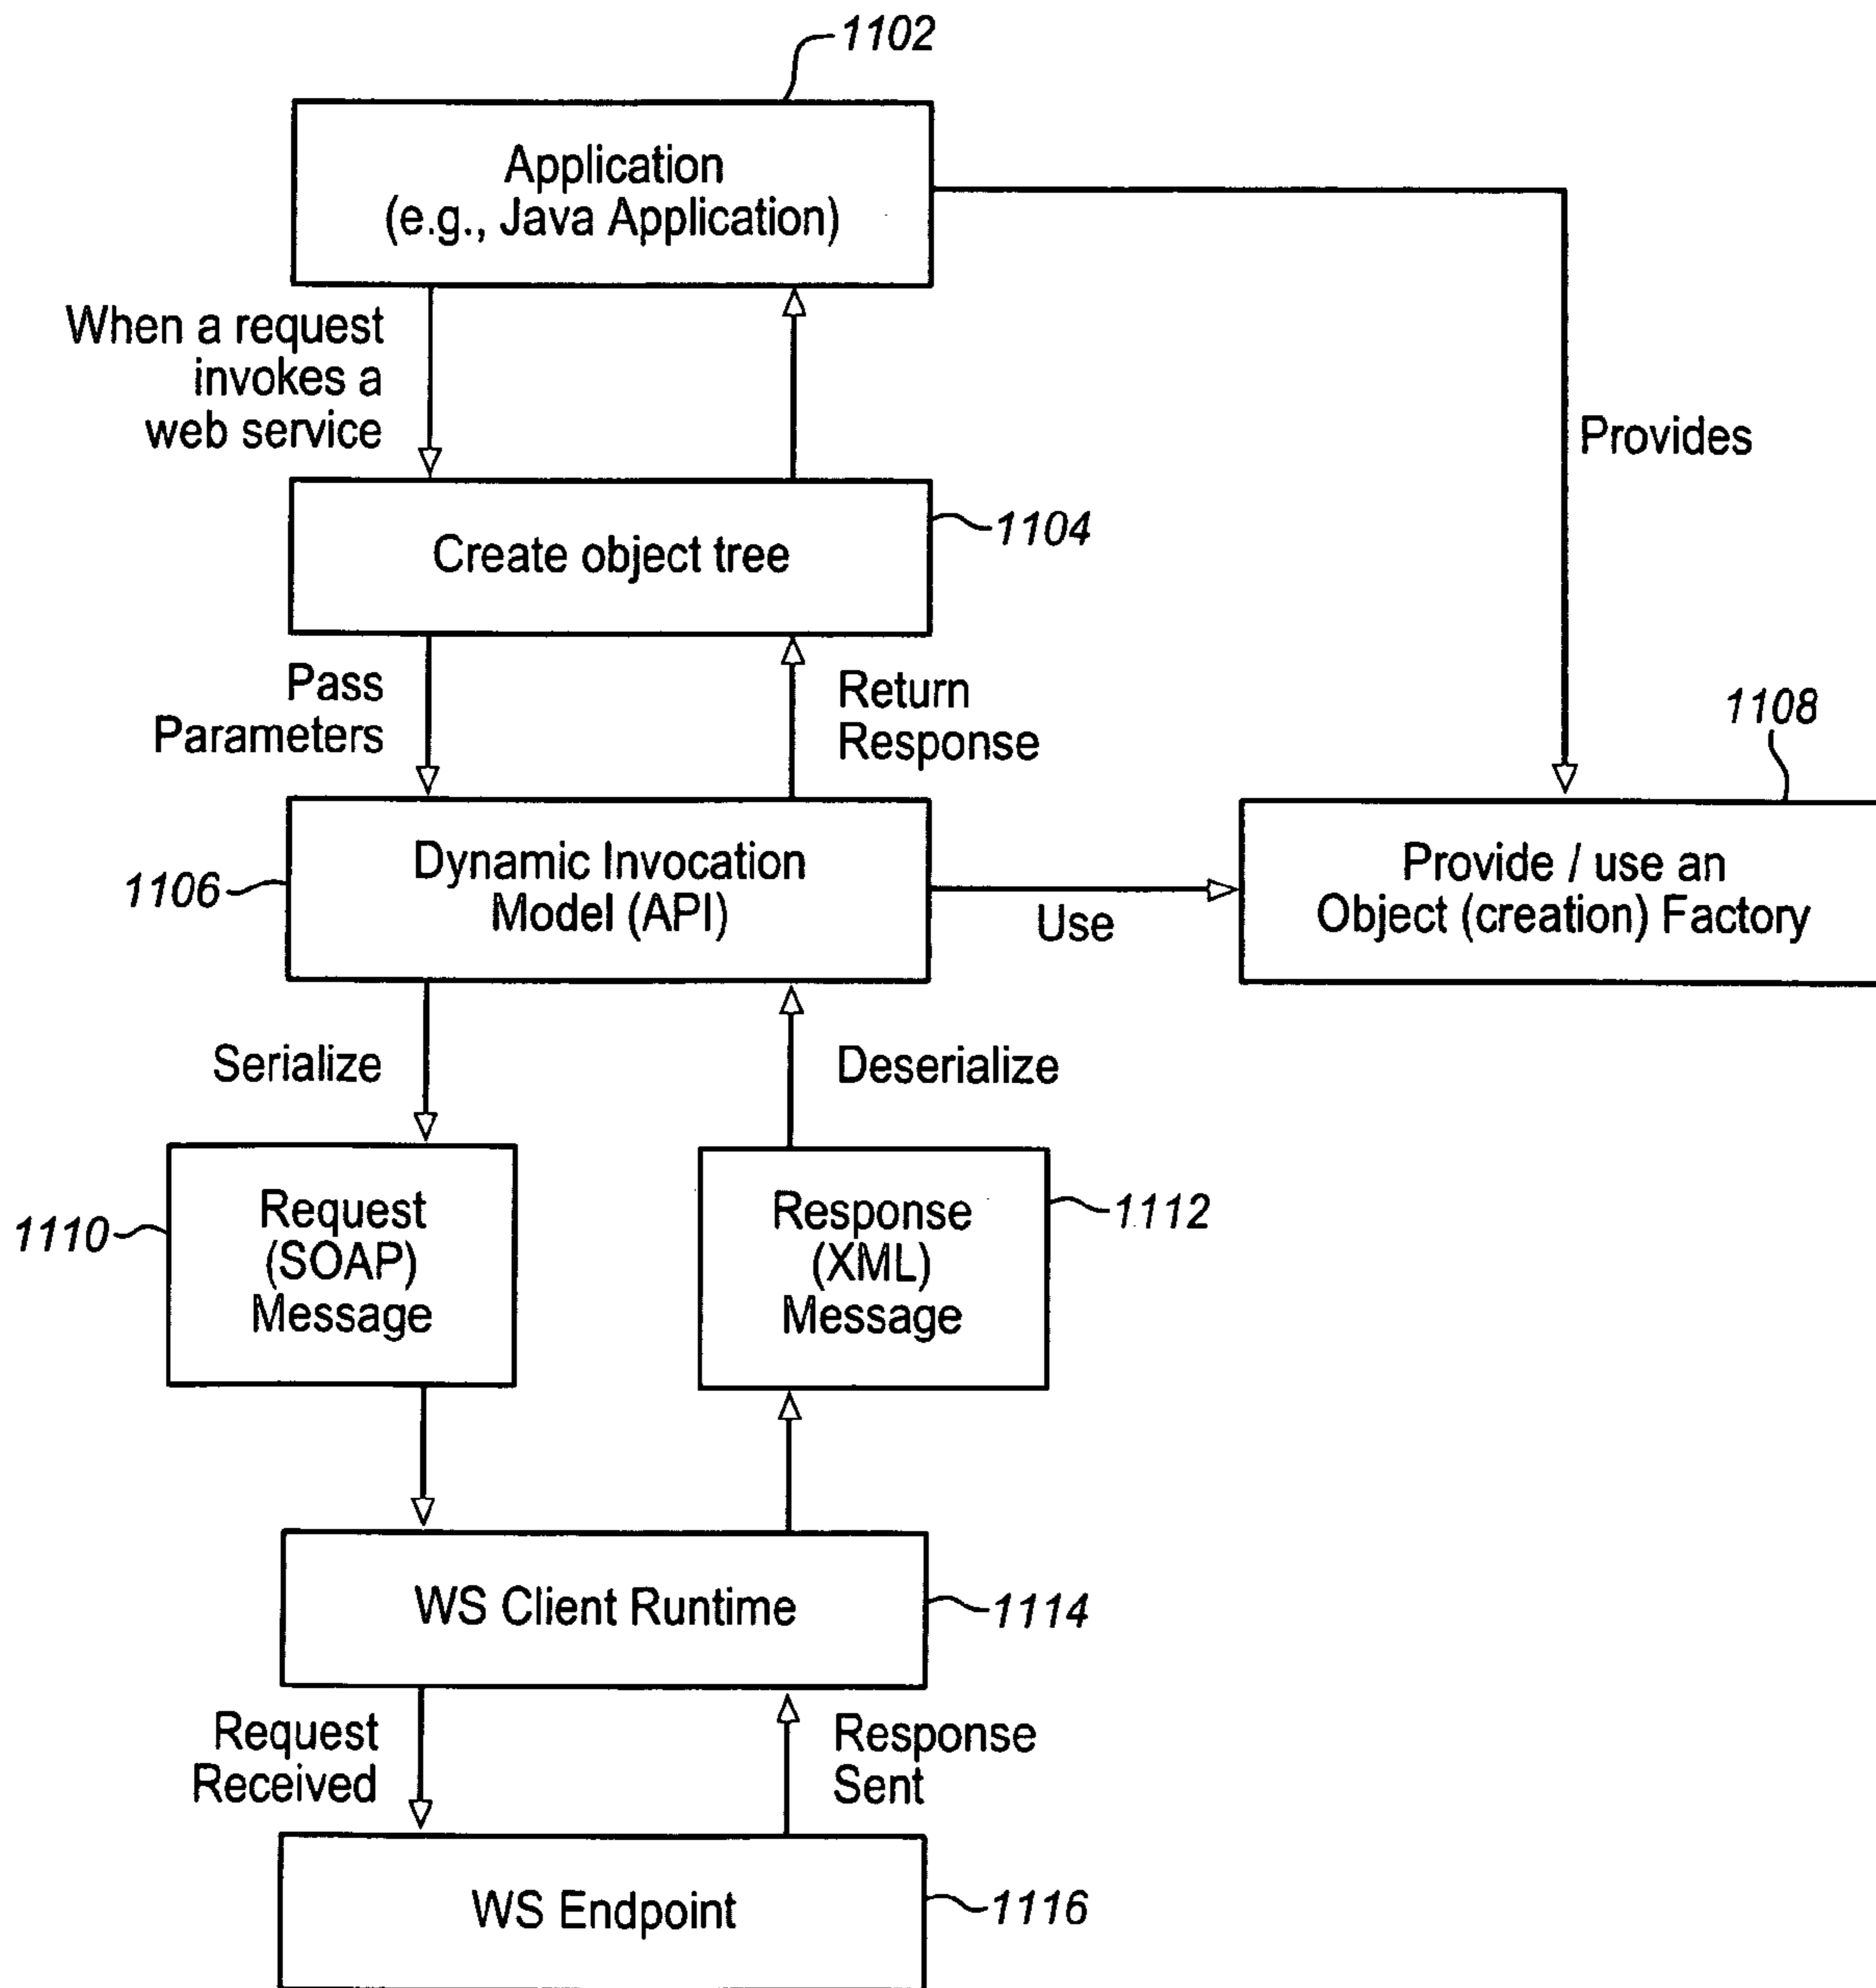 1102
Application
(e.g., Java Application)
When a request
invokes a
web service
Provides
Create object tree
1104
Pass
Parameters
Return
Response
1108
1106
Dynamic Invocation
Model (API)
Use
Provide / use an
Object (creation) Factory
Serialize
Deserialize
1110
Request
(SOAP)
Message
Response
(XML)
Message
1112
WS Client Runtime
1114
Request
Received
Response
Sent
WS Endpoint
1116